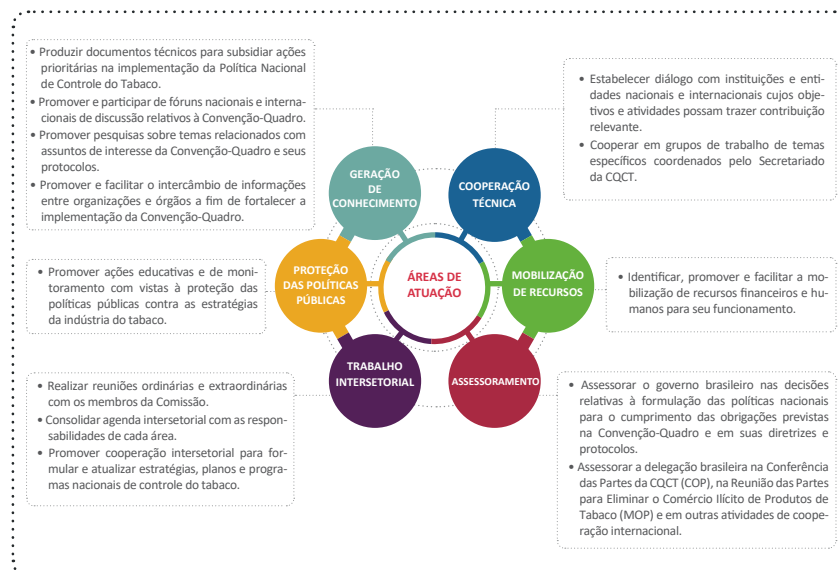 • Produzir documentos técnicos para subsidiar ações
prioritárias na implementação da Política Nacional
de Controle do Tabaco.
• Promover e participar de fóruns nacionais e interna-
cionais de discussão relativos à Convenção-Quadro.
• Promover pesquisas sobre temas relacionados com
assuntos de interesse da Convenção-Quadro e seus
protocolos.
• Promover e facilitar o intercâmbio de informações
entre organizações e órgãos a fim de fortalecer a
implementação da Convenção-Quadro.
• Estabelecer diálogo com instituições e enti-
dades nacionais e internacionais cujos obje-
tivos e atividades possam trazer contribuição
relevante.
• Cooperar em grupos de trabalho de temas
específicos coordenados pelo Secretariado
da CQCT.
GERAÇÃO
DE
CONHECIMENTO
COOPERAÇÃO
TÉCNICA
PROTEÇÃO
DAS POLÍTICAS
PÚBLICAS
ÁREAS DE
ATUAÇÃO
MOBILIZAÇÃO
DE RECURSOS
• Promover ações educativas e de moni-
toramento com vistas à proteção das
políticas públicas contra as estratégias
da indústria do tabaco.
• Identificar, promover e facilitar a mo-
bilização de recursos financeiros e hu-
manos para seu funcionamento.
TRABALHO
INTERSETORIAL
ASSESSORAMENTO
• Realizar reuniões ordinárias e extraordinárias
com os membros da Comissão.
• Consolidar agenda intersetorial com as respon-
sabilidades de cada área.
• Promover cooperação intersetorial para for-
mular e atualizar estratégias, planos e progra-
mas nacionais de controle do tabaco.
• Assessorar o governo brasileiro nas decisões
relativas à formulação das políticas nacionais
para o cumprimento das obrigações previstas
na Convenção-Quadro e em suas diretrizes e
protocolos.
• Assessorar a delegação brasileira na Conferência
das Partes da CQCT (COP), na Reunião das Partes
para Eliminar o Comércio Ilícito de Produtos de
Tabaco (MOP) e em outras atividades de coope-
ração internacional.